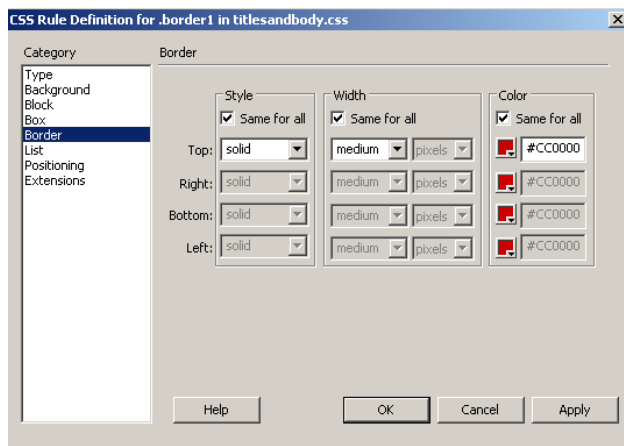 CSS Rule Definition for .border1 in titlesandbody.css
Category
Border
Type
Background
Block
Box
Border
List
Positioning
Extensions
Style Width Color
Same for all Same for all Same for all
Top: solid medium pixels #CC0000
Right: solid medium pixels #CC0000
Bottom: solid medium pixels #CC0000
Left: solid medium pixels #CC0000
Help OK Cancel Apply